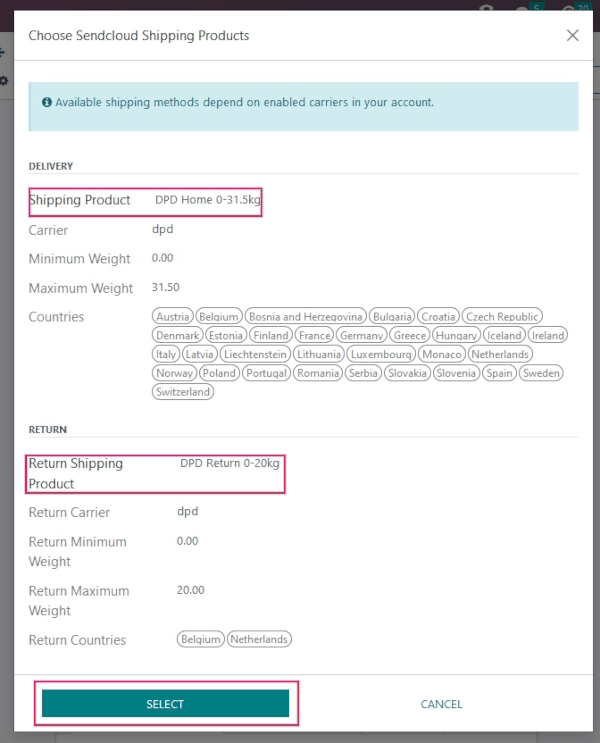 5 20
Choose Sendcloud Shipping Products
Available shipping methods depend on enabled carriers in your account.
DELIVERY
Shipping Product DPD Home 0-31.5kg
Carrier dpd
Minimum Weight 0.00
Maximum Weight 31.50
Countries Austria Belgium Bosnia and Herzegovina Bulgaria Croatia Czech Republic
Denmark Estonia Finland France Germany Greece Hungary Iceland Ireland
Italy Latvia Liechtenstein Lithuania Luxembourg Monaco Netherlands
Norway Poland Portugal Romania Serbia Slovakia Slovenia Spain Sweden
Switzerland
RETURN
Return Shipping DPD Return 0-20kg
Product
Return Carrier dpd
Return Minimum 0.00
Weight
Return Maximum 20.00
Weight
Return Countries Belgium Netherlands
SELECT CANCEL